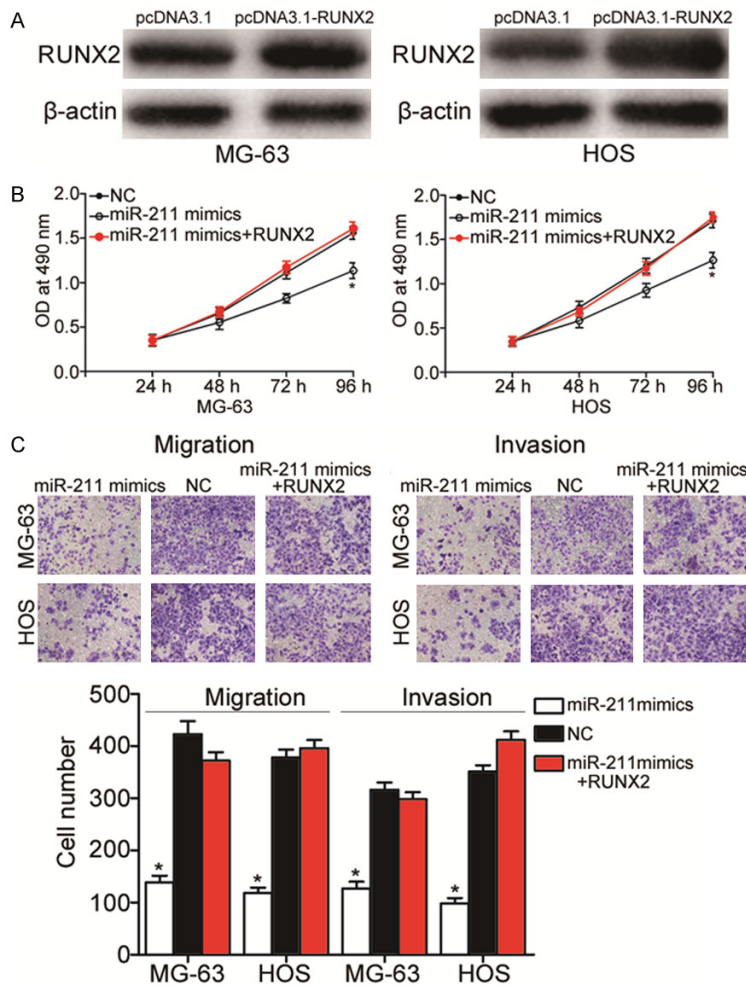 A
pcDNA3.1 pcDNA3.1-RUNX2
RUNX2
β-actin
MG-63
pcDNA3.1 pcDNA3.1-RUNX2
RUNX2
β-actin
HOS
B
NC
miR-211 mimics
miR-211 mimics+RUNX2
OD at 490 nm
2.0
1.5
1.0
0.5
0.0
*
24 h 48 h 72 h 96 h
MG-63
NC
miR-211 mimics
miR-211 mimics+RUNX2
OD at 490 nm
2.0
1.5
1.0
0.5
0.0
*
24 h 48 h 72 h 96 h
HOS
C
Migration
miR-211 mimics NC miR-211 mimics
+RUNX2
MG-63
HOS
Invasion
miR-211 mimics NC miR-211 mimics
+RUNX2
MG-63
HOS
Migration Invasion
Cell number
500
400
300
200
100
0
* * * *
MG-63 HOS MG-63 HOS
miR-211mimics
NC
miR-211mimics
+RUNX2